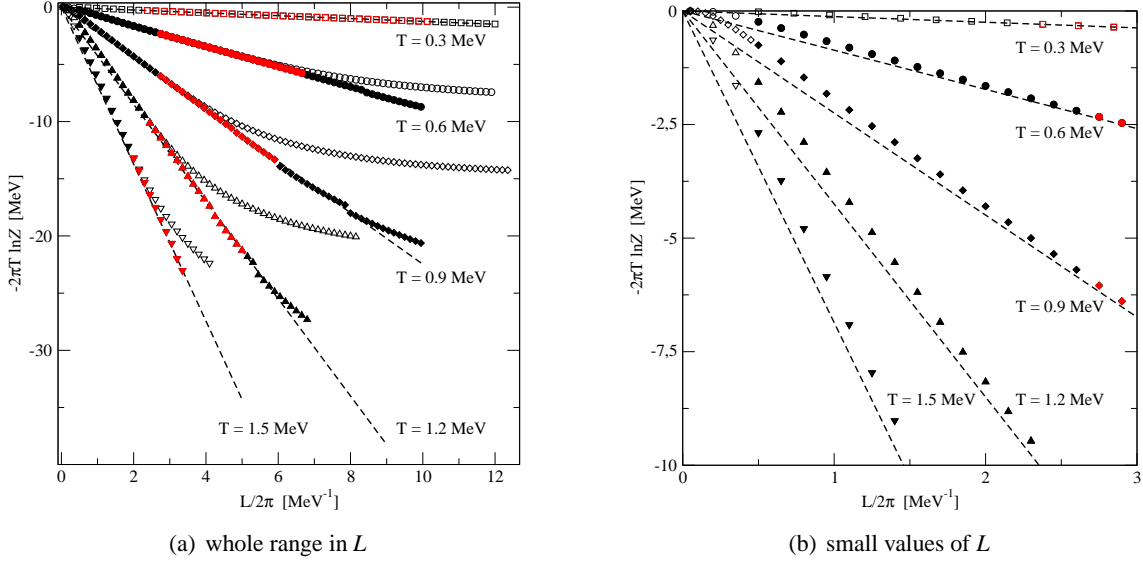 0
-10
-20
-30
-2πT lnZ [MeV]
0 2 4 6 8 10 12
L/2π [MeV⁻¹]
T = 0.3 MeV
T = 0.6 MeV
T = 0.9 MeV
T = 1.5 MeV
T = 1.2 MeV
(a) whole range in L
-0
-2,5
-5
-7,5
-10
-2πT lnZ [MeV]
0 1 2 3
L/2π [MeV⁻¹]
T = 0.3 MeV
T = 0.6 MeV
T = 0.9 MeV
T = 1.5 MeV
T = 1.2 MeV
(b) small values of L